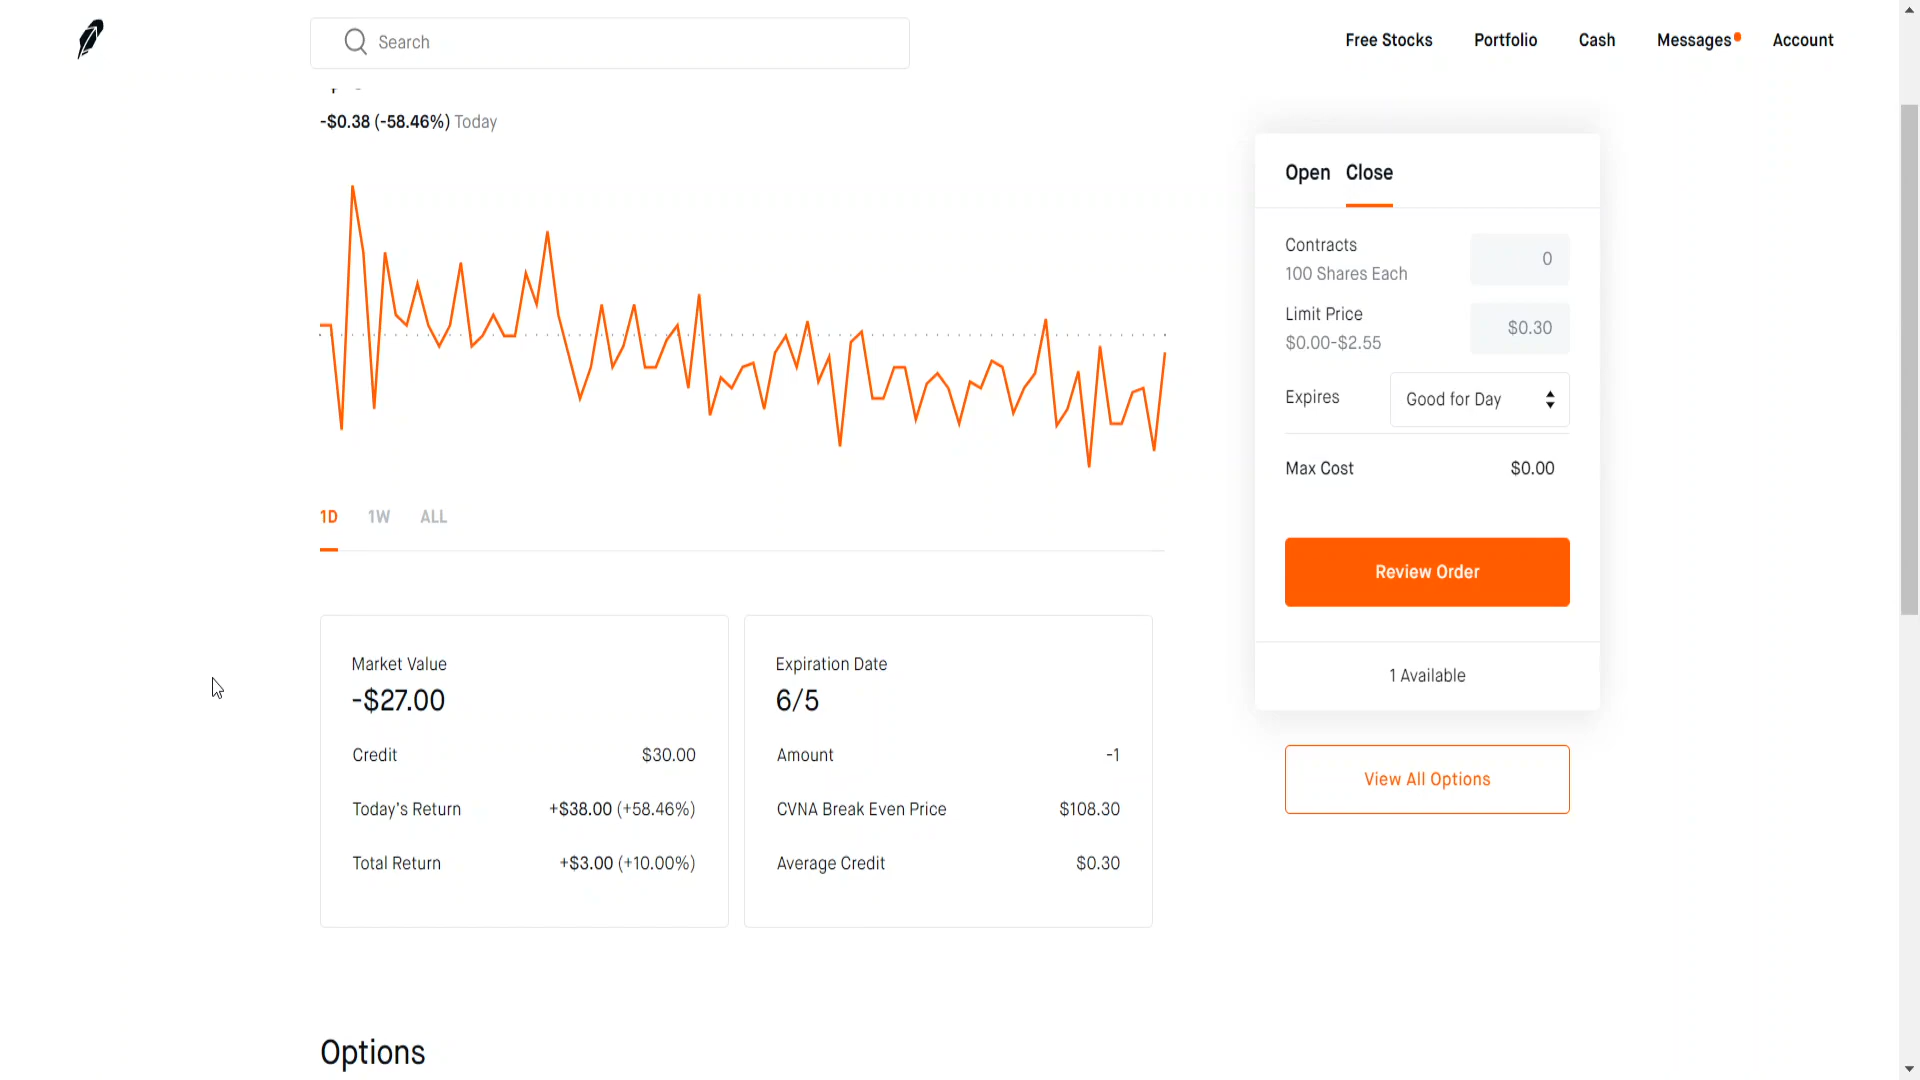 Search
Free Stocks Portfolio Cash Messages Account
-$0.38 (-58.46%) Today
Open Close
Contracts
100 Shares Each
0
Limit Price
$0.00-$2.55
$0.30
Expires
Good for Day
Max Cost $0.00
Review Order
1 Available
View All Options
1D 1W ALL
Market Value
-$27.00
Credit $30.00
Today's Return +$38.00 (+58.46%)
Total Return +$3.00 (+10.00%)
Expiration Date
6/5
Amount -1
CVNA Break Even Price $108.30
Average Credit $0.30
Options